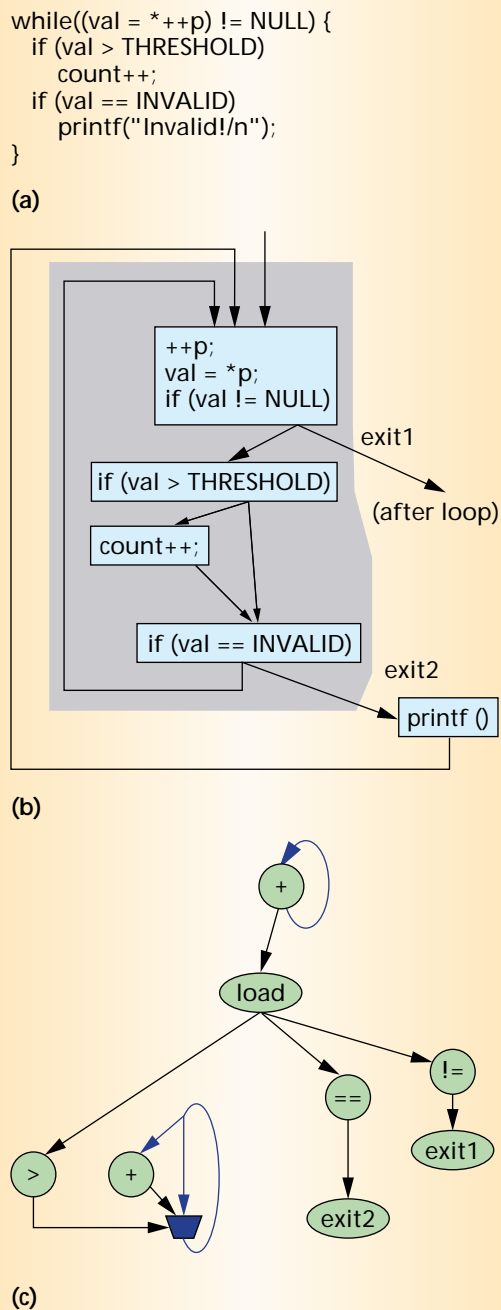 while((val = *++p) != NULL) {
if (val > THRESHOLD)
count++;
if (val == INVALID)
printf("Invalid!/n");
}
(a)
++p;
val = *p;
if (val != NULL)
exit1
if (val > THRESHOLD)
(after loop)
count++;
if (val == INVALID)
exit2
printf ()
(b)
+
load
!=
==
exit1
>
+
exit2
(c)